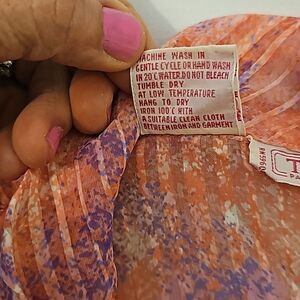 MACHINE WASH IN
GENTLE CYCLE OR HAND WASH
IN 20°C WATER.DO NOT BLEACH
TUMBLE DRY
AT LOW TEMPERATURE
HANG TO DRY
IRON 100°C WITH
A SUITABLE CLEAN CLOTH
BETWEEN IRON AND GARMENT